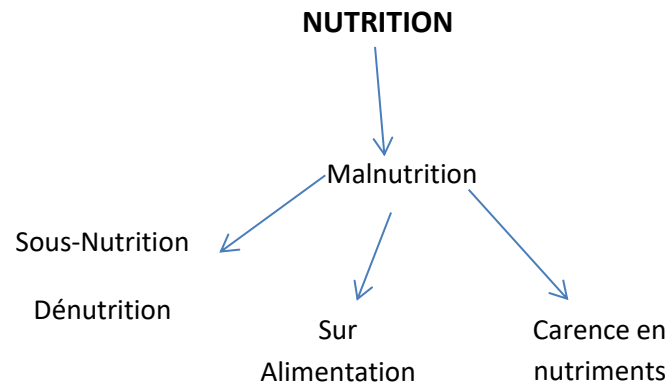 NUTRITION
Malnutrition
Sous-Nutrition
Dénutrition
Sur
Alimentation
Carence en
nutriments